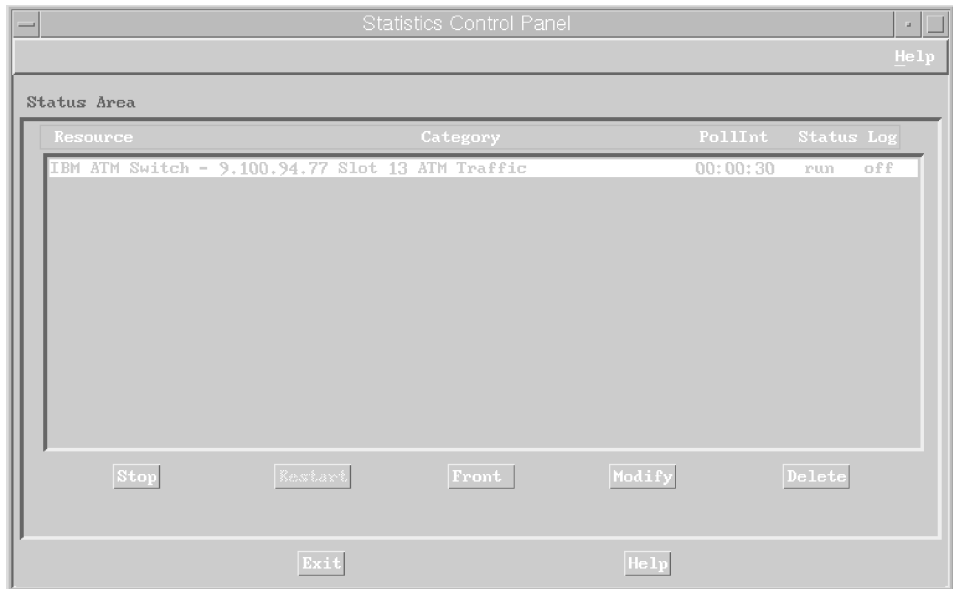 Statistics Control Panel
Help
Status Area
Resource Category PollInt Status Log
IBM ATM Switch - 9.100.94.77 Slot 13 ATM Traffic 00:00:30 run off
Stop Restart Front Modify Delete
Exit Help